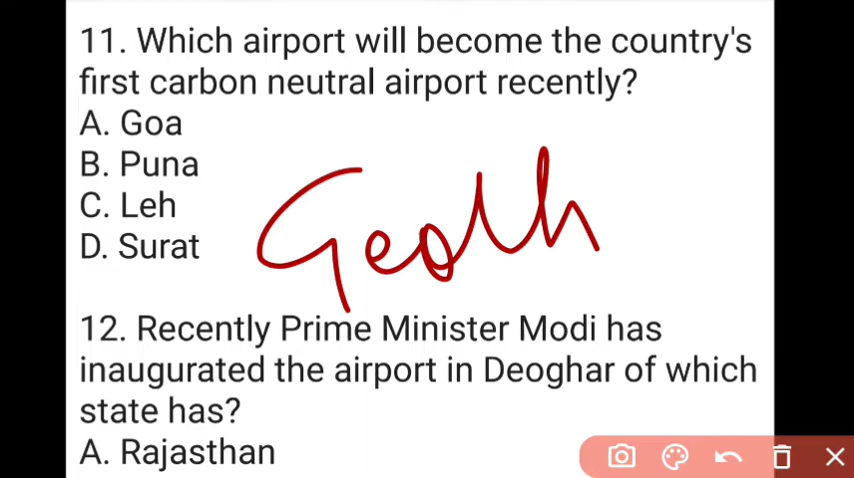 11. Which airport will become the country's
first carbon neutral airport recently?
A. Goa
B. Puna
C. Leh
D. Surat
12. Recently Prime Minister Modi has
inaugurated the airport in Deoghar of which
state has?
A. Rajasthan